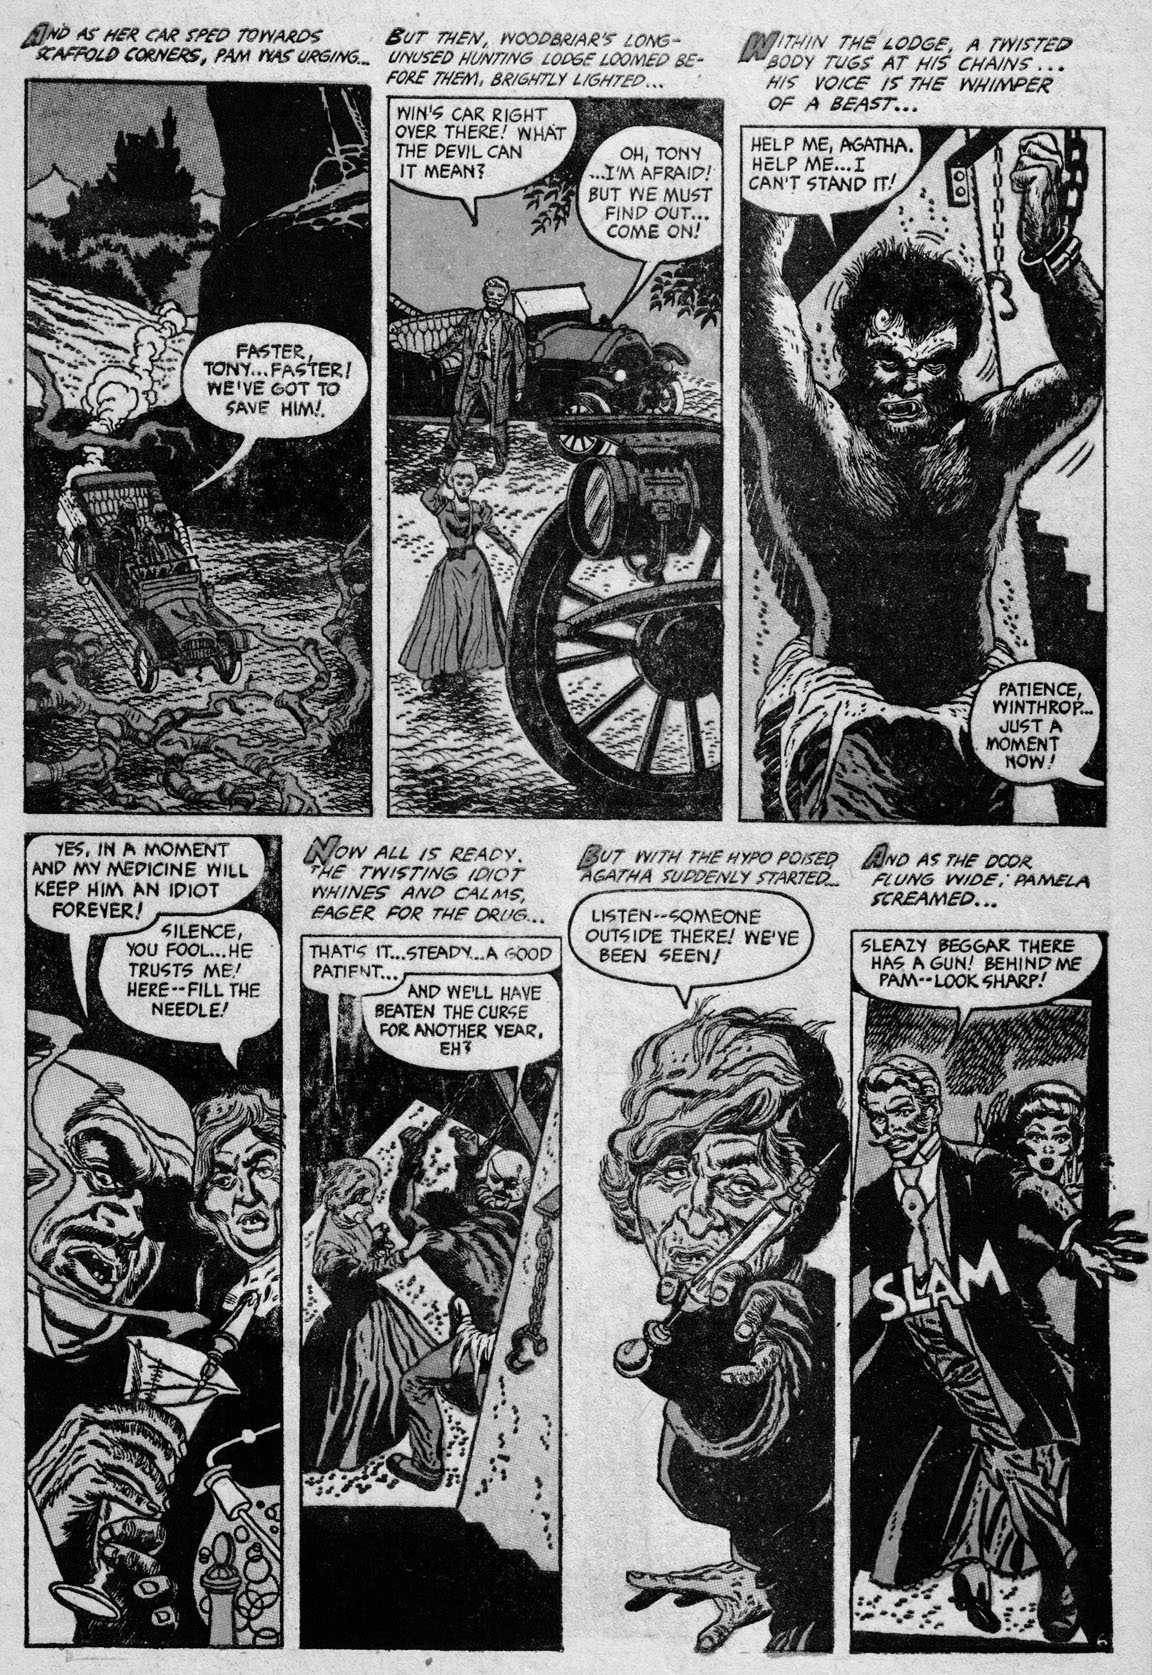 AND AS HER CAR SPED TOWARDS
SCAFFOLD CORNERS, PAM WAS URGING...
FASTER,
TONY...FASTER!
WE'VE GOT TO
SAVE HIM!
BUT THEN, WOODBRIAR'S LONG-
UNUSED HUNTING LODGE LOOMED BE-
FORE THEM, BRIGHTLY LIGHTED...
WIN'S CAR RIGHT
OVER THERE! WHAT
THE DEVIL CAN
IT MEAN?
OH, TONY
...I'M AFRAID!
BUT WE MUST
FIND OUT...
COME ON!
WITHIN THE LODGE, A TWISTED
BODY TUGS AT HIS CHAINS...
HIS VOICE IS THE WHIMPER
OF A BEAST...
HELP ME, AGATHA.
HELP ME...I
CAN'T STAND IT!
PATIENCE,
WINTHROP...
JUST A
MOMENT
NOW!
YES, IN A MOMENT
AND MY MEDICINE WILL
KEEP HIM AN IDIOT
FOREVER!
SILENCE,
YOU FOOL...HE
TRUSTS ME!
HERE--FILL THE
NEEDLE!
NOW ALL IS READY.
THE TWISTING IDIOT
WHINES AND CALMS,
EAGER FOR THE DRUG...
THAT'S IT...STEADY...A GOOD
PATIENT...
AND WE'LL HAVE
BEATEN THE CURSE
FOR ANOTHER YEAR,
EH?
BUT WITH THE HYPO POISED
AGATHA SUDDENLY STARTED...
LISTEN--SOMEONE
OUTSIDE THERE! WE'VE
BEEN SEEN!
AND AS THE DOOR
FLUNG WIDE, PAMELA
SCREAMED...
SLEAZY BEGGAR THERE
HAS A GUN! BEHIND ME
PAM--LOOK SHARP!
SLAM
6